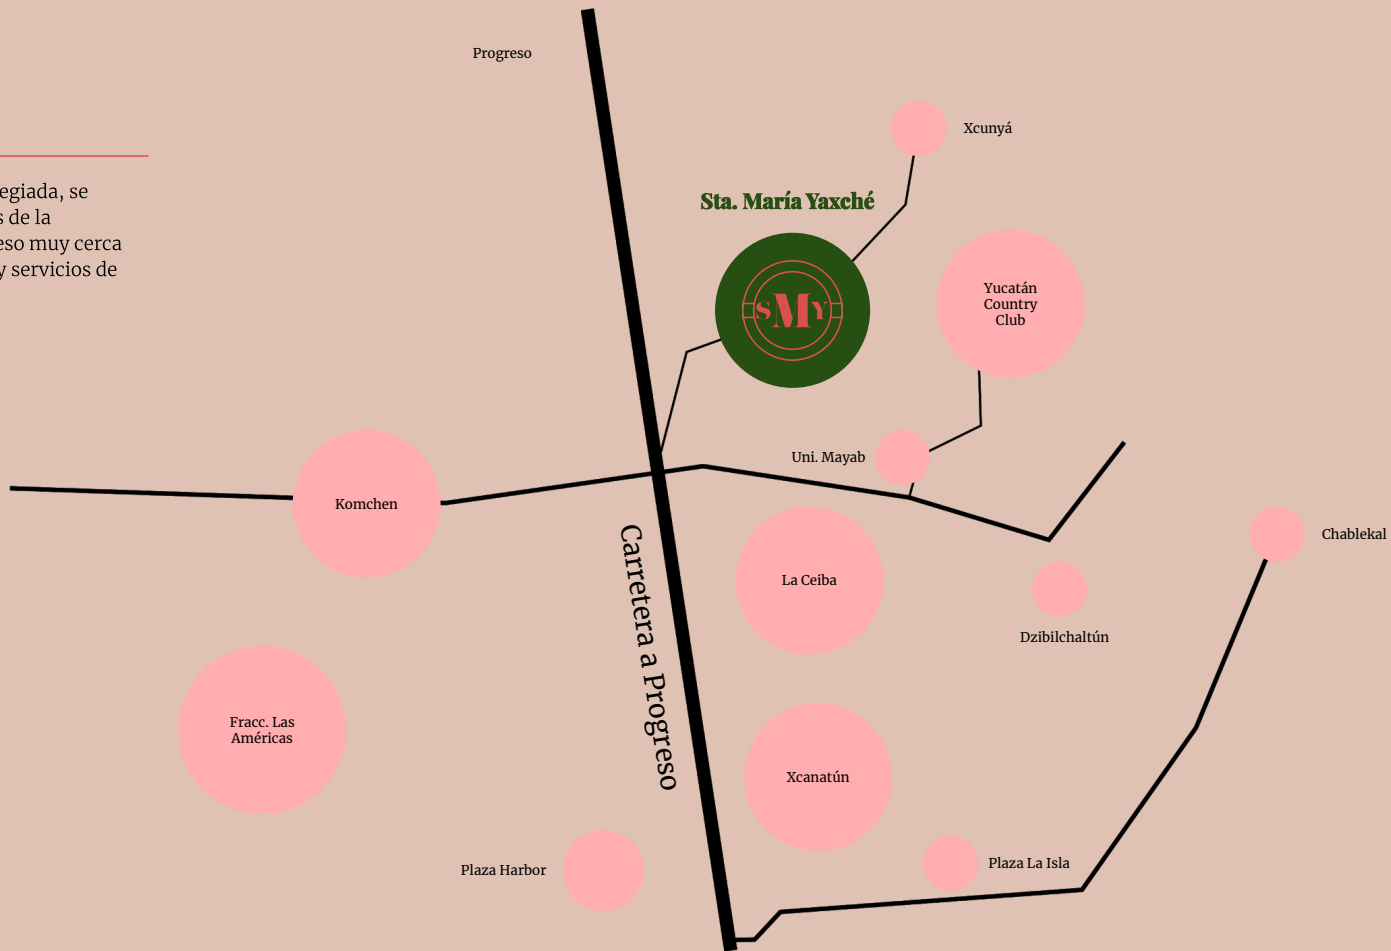 Progreso
Xcunyá
egiada, se
s de la
eso muy cerca
y servicios de
Sta. María Yaxché
SMY
Yucatán
Country
Club
Uni. Mayab
Komchen
Carretera a Progreso
La Ceiba
Chablekal
Dzibilchaltún
Fracc. Las
Américas
Xcanatún
Plaza Harbor
Plaza La Isla